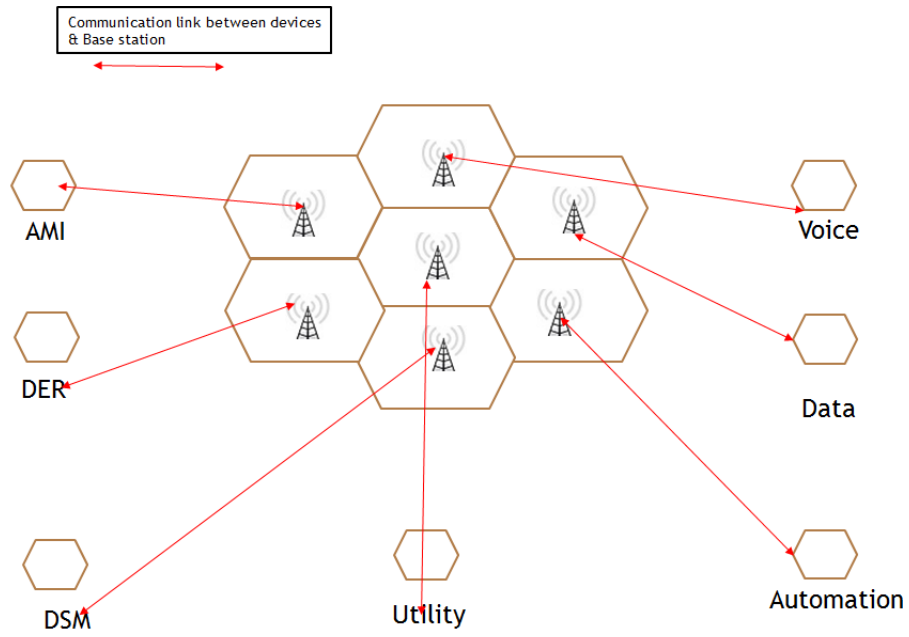 Communication link between devices
& Base station
AMI
Voice
DER
Data
DSM
Utility
Automation